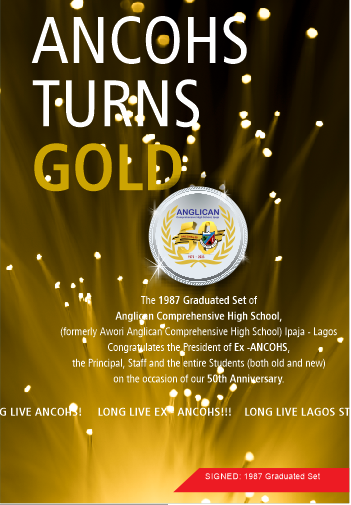 ANCOHS
TURNS
GOLD
ANGLICAN
The 1987 Graduated Set of
Anglican Comprehensive High School,
(formerly Awori Anglican Comprehensive High School) Ipaja - Lagos
Congratulates the President of Ex -ANCOHS,
the Principal, Staff and the entire Students (both old and new)
on the occasion of our 50th Anniversary.
G LIVE ANCOHS! LONG LIVE EX - ANCOHS!!! LONG LIVE LAGOS ST
SIGNED: 1987 Graduated Set